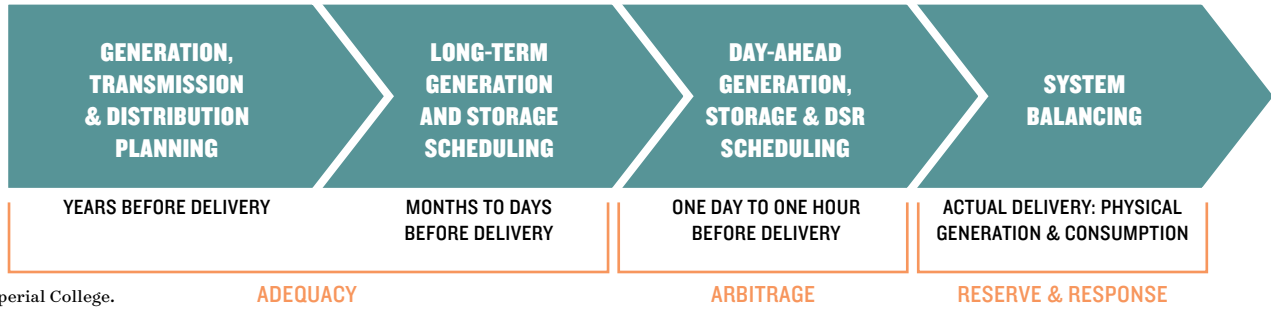 GENERATION,
TRANSMISSION
& DISTRIBUTION
PLANNING
LONG-TERM
GENERATION
AND STORAGE
SCHEDULING
DAY-AHEAD
GENERATION,
STORAGE & DSR
SCHEDULING
SYSTEM
BALANCING
YEARS BEFORE DELIVERY
MONTHS TO DAYS
BEFORE DELIVERY
ONE DAY TO ONE HOUR
BEFORE DELIVERY
ACTUAL DELIVERY: PHYSICAL
GENERATION & CONSUMPTION
ADEQUACY
ARBITRAGE
RESERVE & RESPONSE
College.